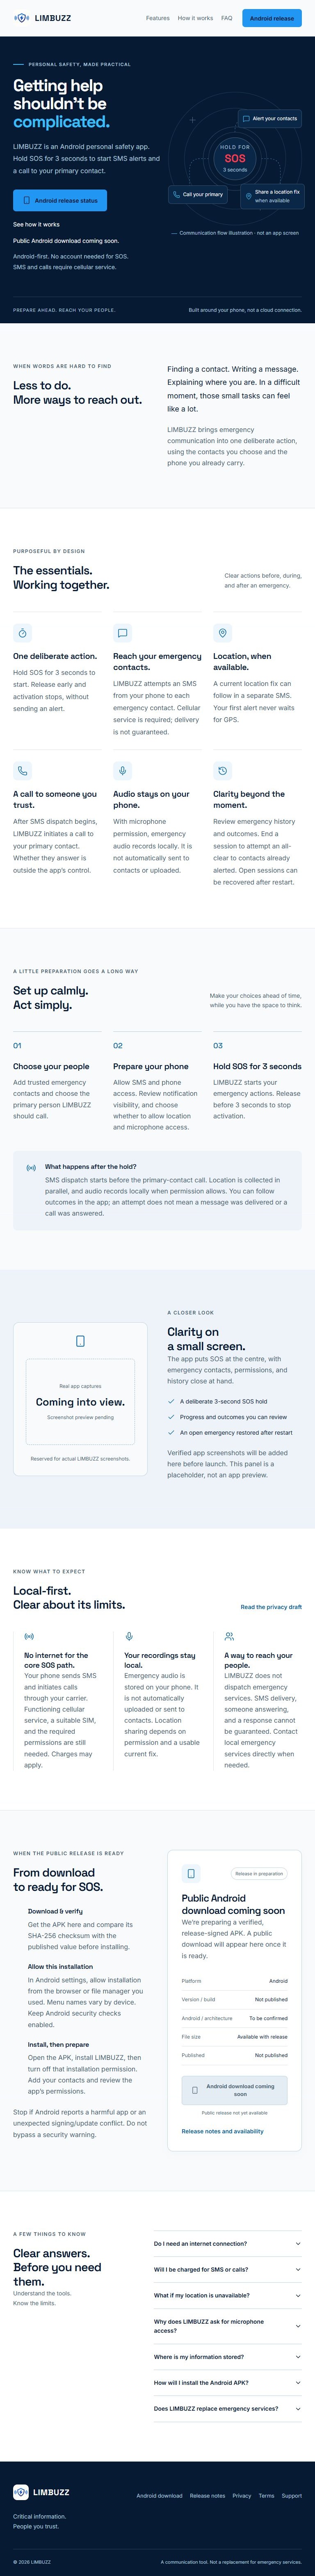 LIMBUZZ
Features
How it works
FAQ
Android release
PERSONAL SAFETY, MADE PRACTICAL
Getting help
shouldn't be
complicated.
LIMBUZZ is an Android personal safety app.
Hold SOS for 3 seconds to start SMS alerts and
a call to your primary contact.
Android release status
See how it works
Public Android download coming soon.
Android-first. No account needed for SOS.
SMS and calls require cellular service.
Alert your contacts
HOLD FOR
SOS
3 seconds
Call your primary
Share a location fix
when available
Communication flow illustration · not an app screen
PREPARE AHEAD. REACH YOUR PEOPLE.
Built around your phone, not a cloud connection.
WHEN WORDS ARE HARD TO FIND
Less to do.
More ways to reach out.
Finding a contact. Writing a message.
Explaining where you are. In a difficult
moment, those small tasks can feel
like a lot.
LIMBUZZ brings emergency
communication into one deliberate action,
using the contacts you choose and the
phone you already carry.
PURPOSEFUL BY DESIGN
The essentials.
Working together.
Clear actions before, during,
and after an emergency.
One deliberate action.
Hold SOS for 3 seconds to
start. Release early and
activation stops, without
sending an alert.
Reach your emergency
contacts.
LIMBUZZ attempts an SMS
from your phone to each
emergency contact. Cellular
service is required; delivery
is not guaranteed.
Location, when
available.
A current location fix can
follow in a separate SMS.
Your first alert never waits
for GPS.
A call to someone you
trust.
After SMS dispatch begins,
LIMBUZZ initiates a call to
your primary contact.
Whether they answer is
outside the app's control.
Audio stays on your
phone.
With microphone
permission, emergency
audio records locally. It is
not automatically sent to
contacts or uploaded.
Clarity beyond the
moment.
Review emergency history
and outcomes. End a
session to attempt an all-
clear to contacts already
alerted. Open sessions can
be recovered after restart.
A LITTLE PREPARATION GOES A LONG WAY
Set up calmly.
Act simply.
Make your choices ahead of time,
while you have the space to think.
01
Choose your people
Add trusted emergency
contacts and choose the
primary person LIMBUZZ
should call.
02
Prepare your phone
Allow SMS and phone
access. Review notification
visibility, and choose
whether to allow location
and microphone access.
03
Hold SOS for 3 seconds
LIMBUZZ starts your
emergency actions. Release
before 3 seconds to stop
activation.
What happens after the hold?
SMS dispatch starts before the primary-contact call. Location is collected in
parallel, and audio records locally when permission allows. You can follow
outcomes in the app; an attempt does not mean a message was delivered or a
call was answered.
Real app captures
Coming into view.
Screenshot preview pending
Reserved for actual LIMBUZZ screenshots.
A CLOSER LOOK
Clarity on
a small screen.
The app puts SOS at the centre, with
emergency contacts, permissions, and
history close at hand.
A deliberate 3-second SOS hold
Progress and outcomes you can review
An open emergency restored after restart
Verified app screenshots will be added
here before launch. This panel is a
placeholder, not an app preview.
KNOW WHAT TO EXPECT
Local-first.
Clear about its limits.
Read the privacy draft
No internet for the
core SOS path.
Your phone sends SMS
and initiates calls
through your carrier.
Functioning cellular
service, a suitable SIM,
and the required
permissions are still
needed. Charges may
apply.
Your recordings stay
local.
Emergency audio is
stored on your phone. It
is not automatically
uploaded or sent to
contacts. Location
sharing depends on
permission and a usable
current fix.
A way to reach your
people.
LIMBUZZ does not
dispatch emergency
services. SMS delivery,
someone answering,
and a response cannot
be guaranteed. Contact
local emergency
services directly when
needed.
WHEN THE PUBLIC RELEASE IS READY
From download
to ready for SOS.
Download & verify
Get the APK here and compare its
SHA-256 checksum with the
published value before installing.
Allow this installation
In Android settings, allow installation
from the browser or file manager you
used. Menu names vary by device.
Keep Android security checks
enabled.
Install, then prepare
Open the APK, install LIMBUZZ, then
turn off that installation permission.
Add your contacts and review the
app's permissions.
Stop if Android reports a harmful app or an
unexpected signing/update conflict. Do not
bypass a security warning.
Release in preparation
Public Android
download coming soon
We're preparing a verified,
release-signed APK. A public
download will appear here once it
is ready.
Platform
Android
Version / build
Not published
Android / architecture
To be confirmed
File size
Available with release
Published
Not published
Android download coming
soon
Public release not yet available
Release notes and availability
A FEW THINGS TO KNOW
Clear answers.
Before you need
them.
Understand the tools.
Know the limits.
Do I need an internet connection?
Will I be charged for SMS or calls?
What if my location is unavailable?
Why does LIMBUZZ ask for microphone
access?
Where is my information stored?
How will I install the Android APK?
Does LIMBUZZ replace emergency services?
LIMBUZZ
Critical information.
People you trust.
Android download
Release notes
Privacy
Terms
Support
© 2026 LIMBUZZ
A communication tool. Not a replacement for emergency services.